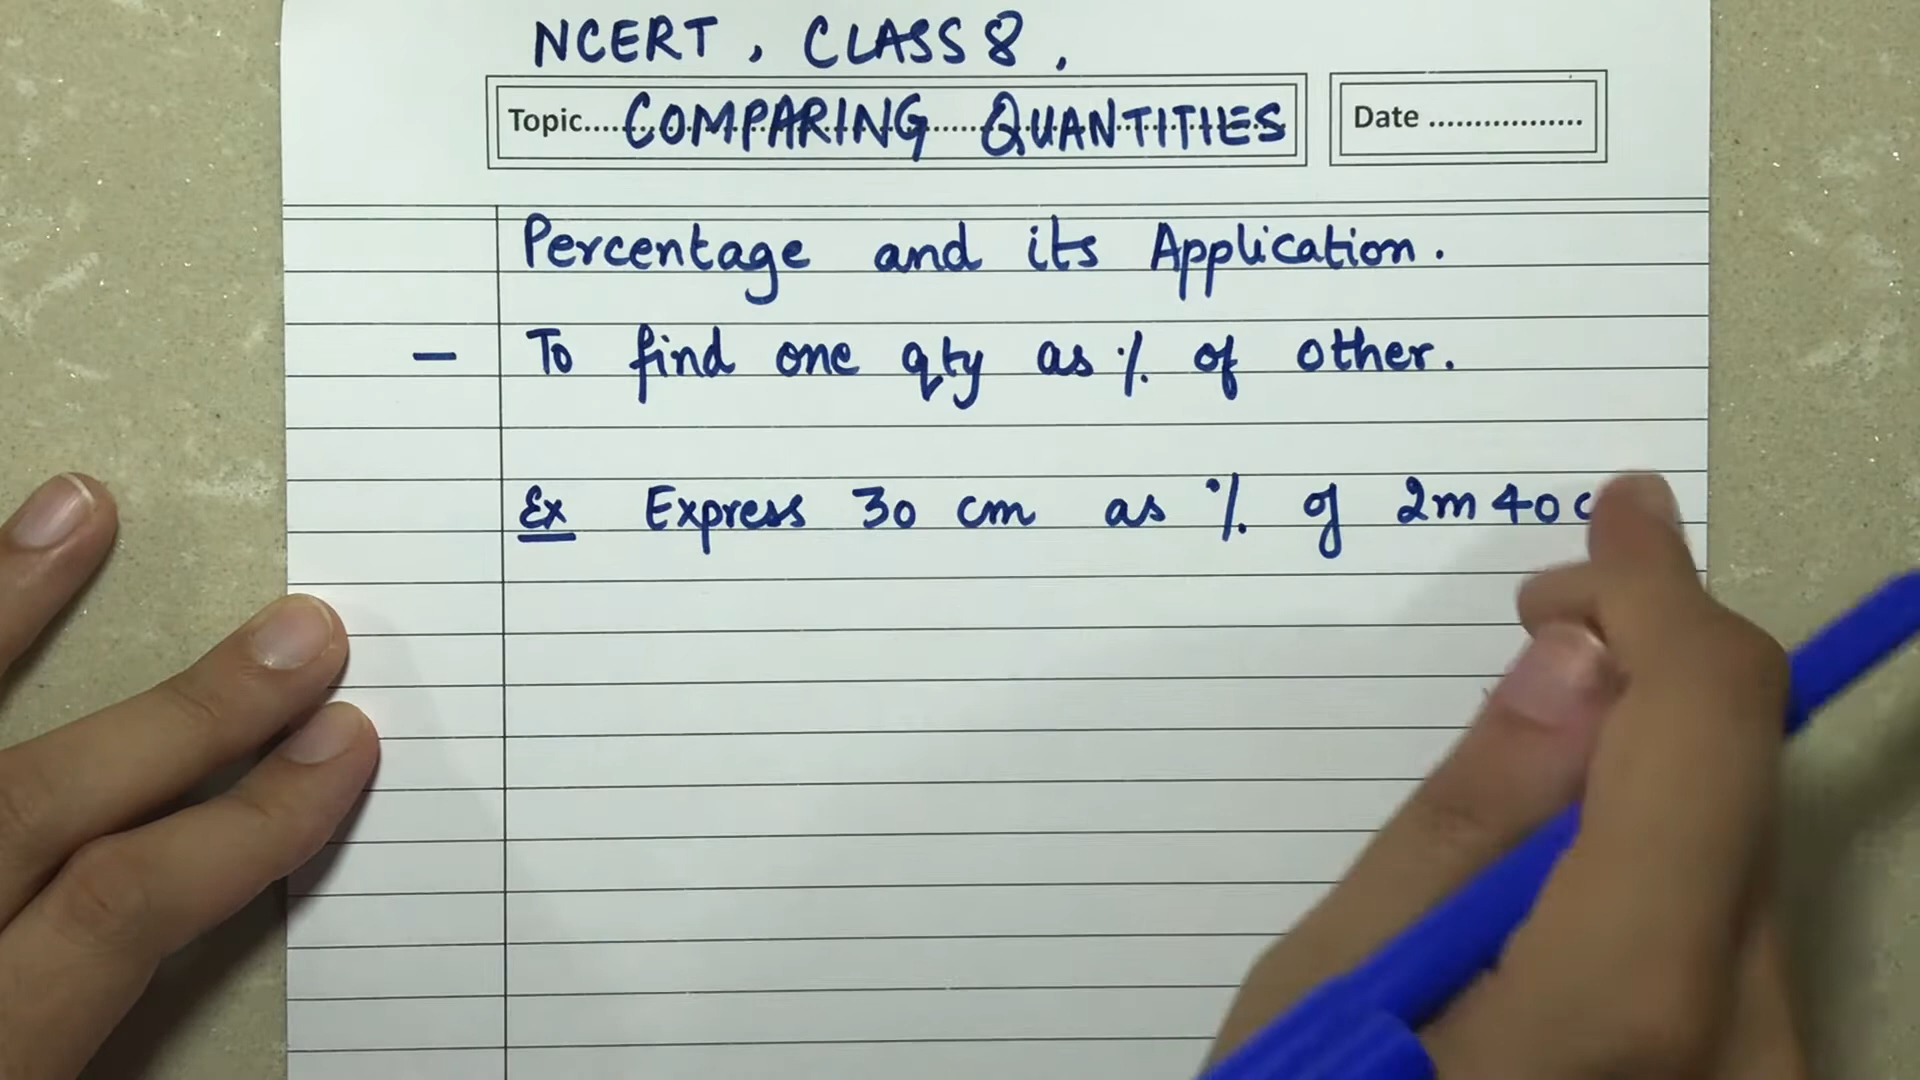 NCERT, CLASS 8,
Topic.... COMPARING QUANTITIES
Date .................
Percentage and its Application.
– To find one qty as % of other.
Ex Express 30 cm as % of 2m 40